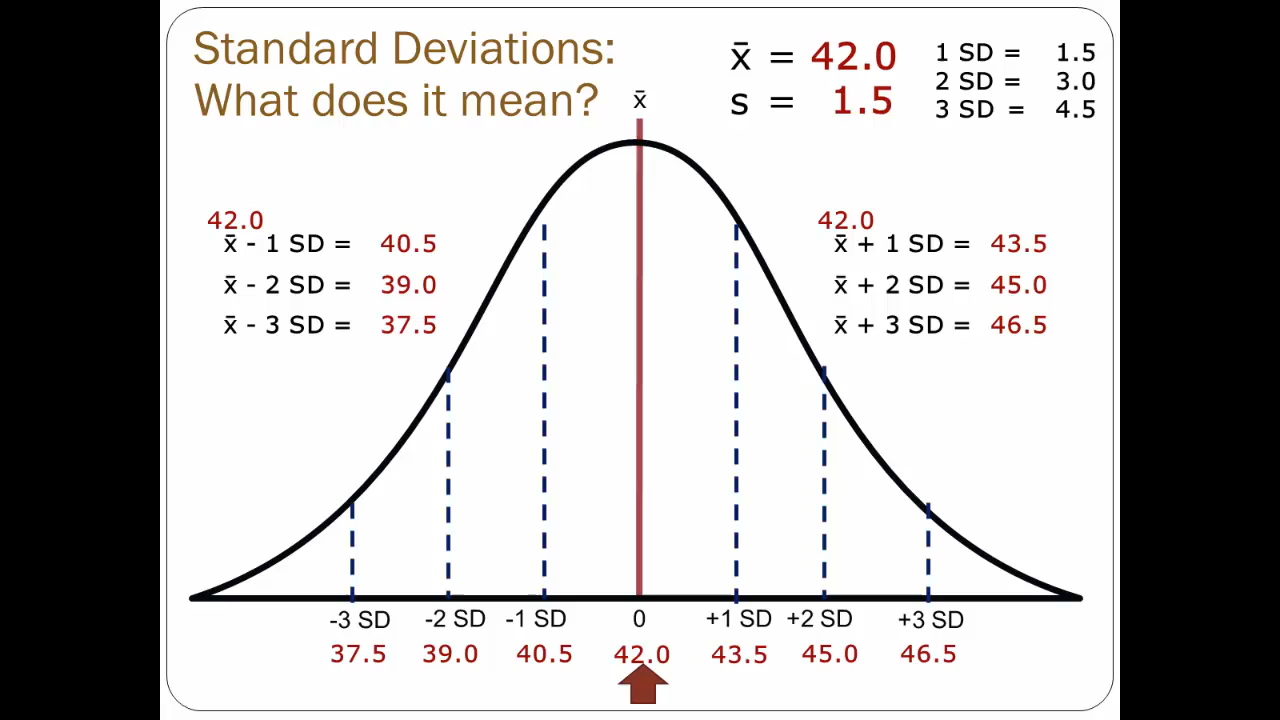 Standard Deviations:
What does it mean?
x̄
x̄ = 42.0
s = 1.5
1 SD = 1.5
2 SD = 3.0
3 SD = 4.5
42.0
x̄ - 1 SD = 40.5
x̄ - 2 SD = 39.0
x̄ - 3 SD = 37.5
42.0
x̄ + 1 SD = 43.5
x̄ + 2 SD = 45.0
x̄ + 3 SD = 46.5
-3 SD -2 SD -1 SD 0 +1 SD +2 SD +3 SD
37.5 39.0 40.5 42.0 43.5 45.0 46.5